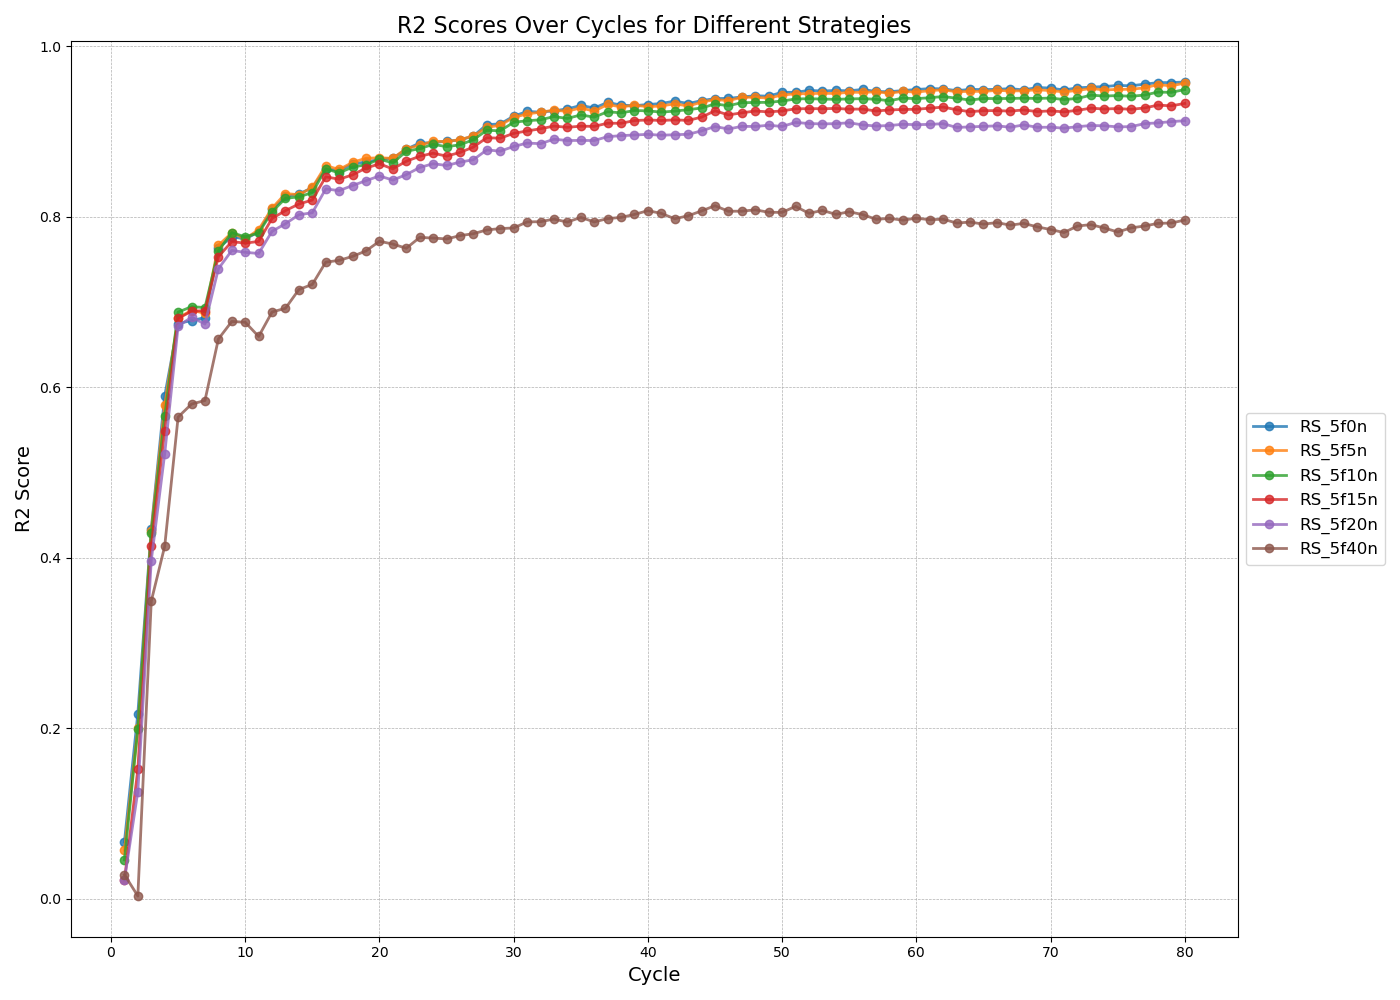 R2 Scores Over Cycles for Different Strategies
1.0
0.8
0.6
0.4
0.2
0.0
R2 Score
0 10 20 30 40 50 60 70 80
Cycle
RS_5f0n
RS_5f5n
RS_5f10n
RS_5f15n
RS_5f20n
RS_5f40n